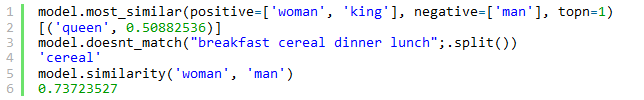 1 model.most_similar(positive=['woman', 'king'], negative=['man'], topn=1)
2 [('queen', 0.50882536)]
3 model.doesnt_match("breakfast cereal dinner lunch";.split())
4 'cereal'
5 model.similarity('woman', 'man')
6 0.73723527